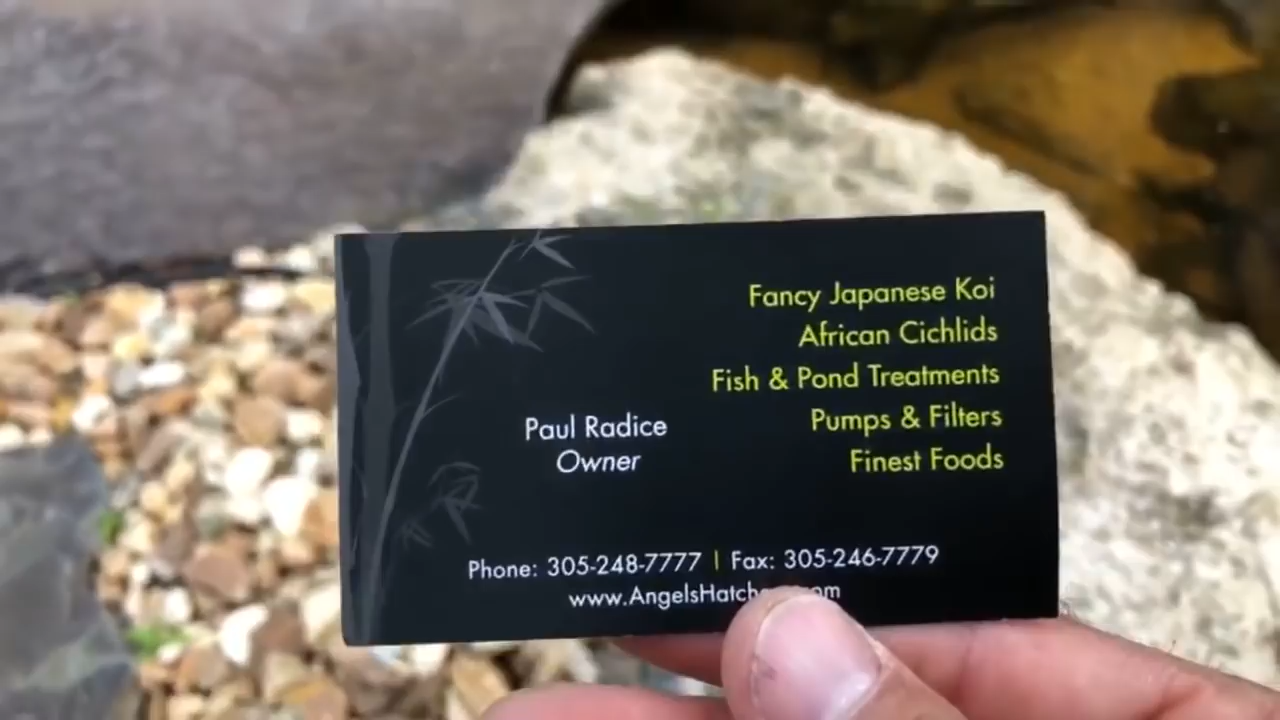 Fancy Japanese Koi
African Cichlids
Fish & Pond Treatments
Pumps & Filters
Finest Foods
Paul Radice
Owner
Phone: 305-248-7777 | Fax: 305-246-7779